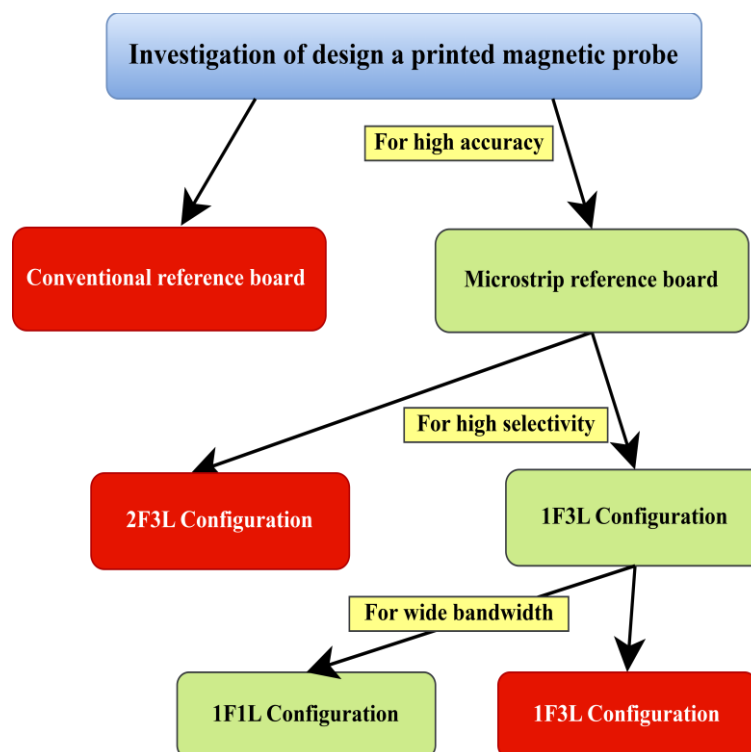 Investigation of design a printed magnetic probe
For high accuracy
Conventional reference board
Microstrip reference board
For high selectivity
2F3L Configuration
1F3L Configuration
For wide bandwidth
1F1L Configuration
1F3L Configuration